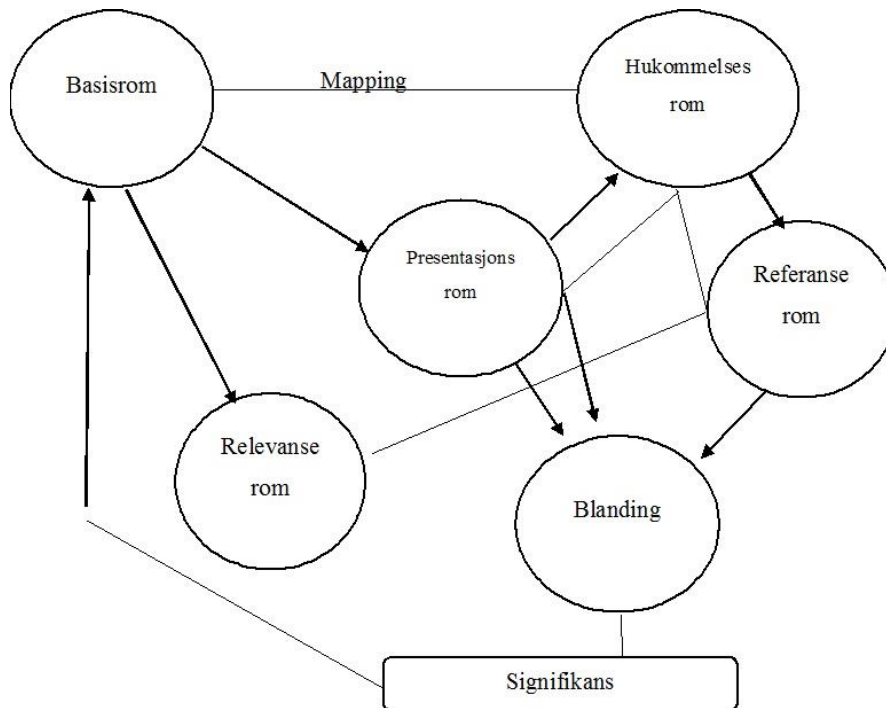 Basisrom
Mapping
Hukommelses
rom
Presentasjons
rom
Referanse
rom
Relevanse
rom
Blanding
Signifikans